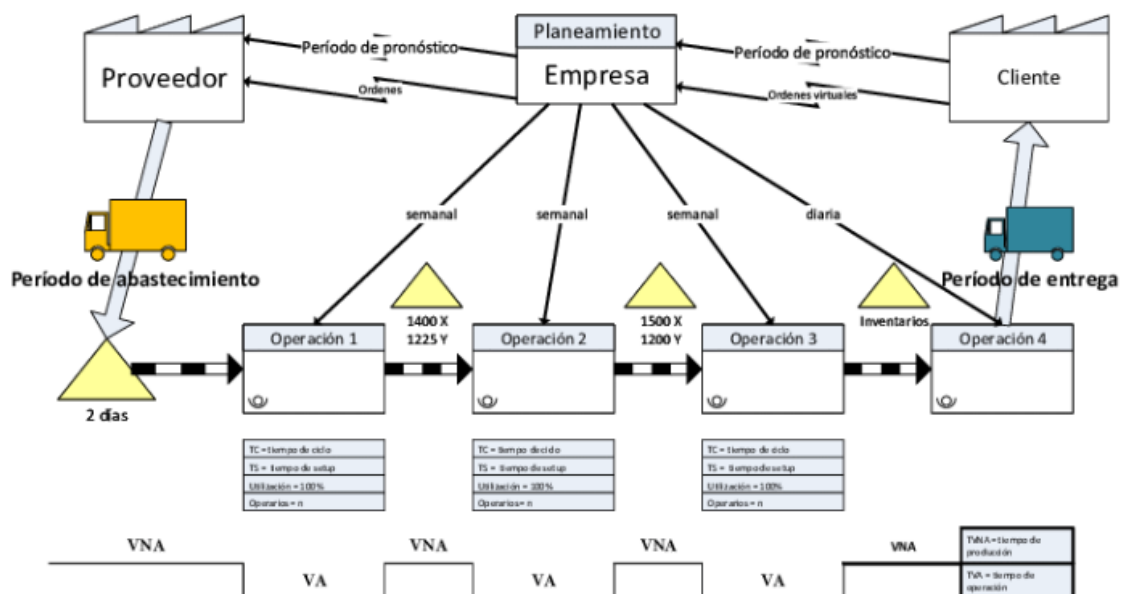 Planeamiento
Empresa
Proveedor
Cliente
Período de pronóstico
Ordenes
Período de pronóstico
Ordenes virtuales
semanal
semanal
semanal
diaria
Período de abastecimiento
Período de entrega
2 días
1400 X
1225 Y
1500 X
1200 Y
Inventarios
Operación 1
Operación 2
Operación 3
Operación 4
TC = tiempo de ciclo
TS = tiempo de setup
Utilización = 100%
Operarios = n
TC = tiempo de ciclo
TS = tiempo de setup
Utilización = 100%
Operarios = n
TC = tiempo de ciclo
TS = tiempo de setup
Utilización = 100%
Operarios = n
VNA
VA
VNA
VA
VNA
VA
VNA
TVNA = tiempo de
producción
TVA = tiempo de
operación